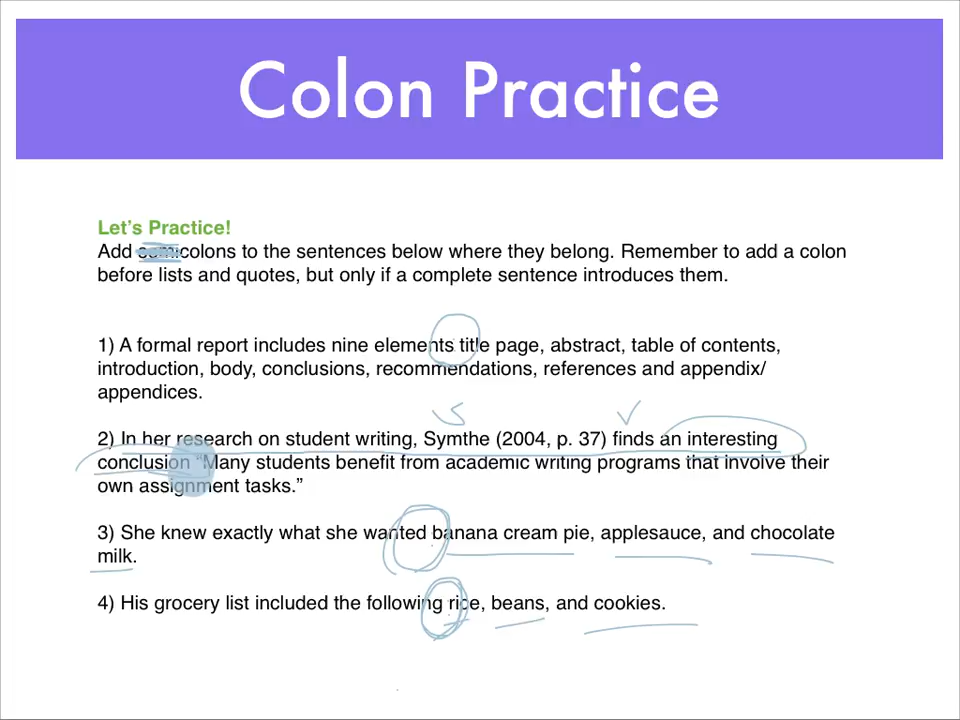 Colon Practice
Let's Practice!
Add semicolons to the sentences below where they belong. Remember to add a colon
before lists and quotes, but only if a complete sentence introduces them.
S V
1) A formal report includes nine elements title page, abstract, table of contents,
introduction, body, conclusions, recommendations, references and appendix/
appendices.
2) In her research on student writing, Symthe (2004, p. 37) finds an interesting
conclusion “Many students benefit from academic writing programs that involve their
own assignment tasks.”
3) She knew exactly what she wanted banana cream pie, applesauce, and chocolate
milk.
4) His grocery list included the following rice, beans, and cookies.